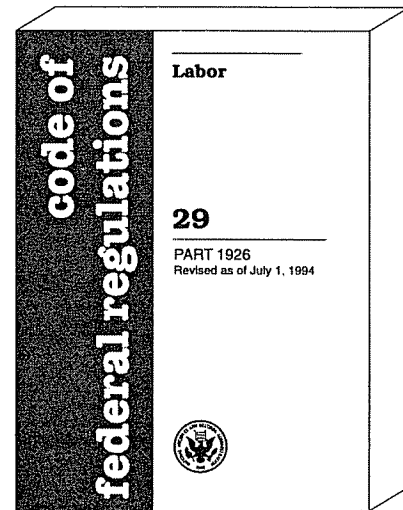 code of
federal regulations
Labor
29
PART 1926
Revised as of July 1, 1994